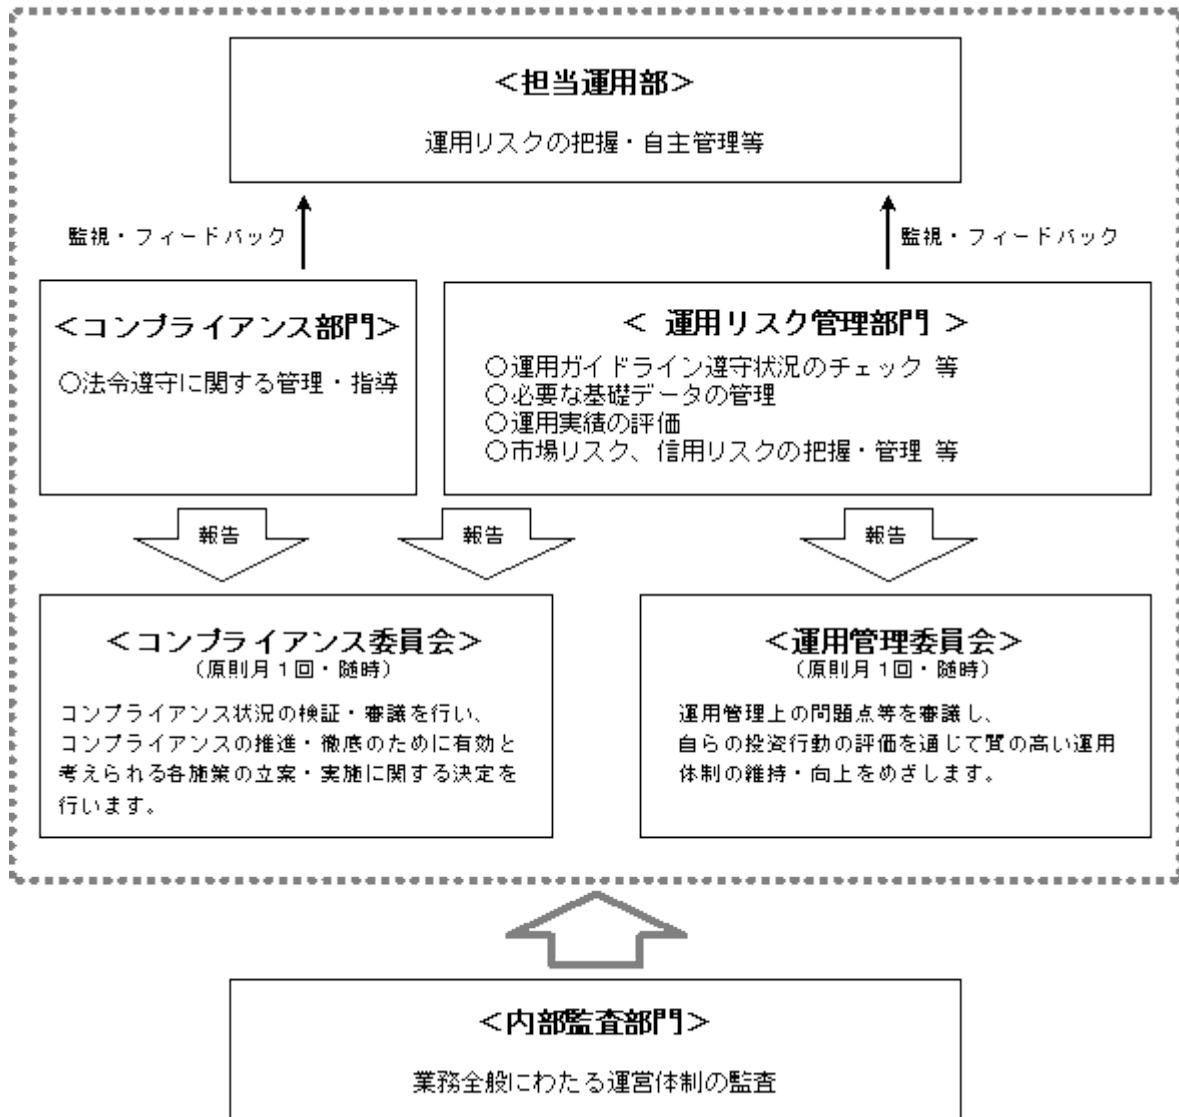 ＜担当運用部＞
運用リスクの把握・自主管理等
監視・フィードバック
監視・フィードバック
＜コンプライアンス部門＞
○法令遵守に関する管理・指導
＜ 運用リスク管理部門 ＞
○運用ガイドライン遵守状況のチェック 等
○必要な基礎データの管理
○運用実績の評価
○市場リスク、信用リスクの把握・管理 等
報告
報告
報告
＜コンプライアンス委員会＞
（原則月１回・随時）
コンプライアンス状況の検証・審議を行い、
コンプライアンスの推進・徹底のために有効と
考えられる各施策の立案・実施に関する決定を
行います。
＜運用管理委員会＞
（原則月１回・随時）
運用管理上の問題点等を審議し、
自らの投資行動の評価を通じて質の高い運用
体制の維持・向上をめざします。
＜内部監査部門＞
業務全般にわたる運営体制の監査